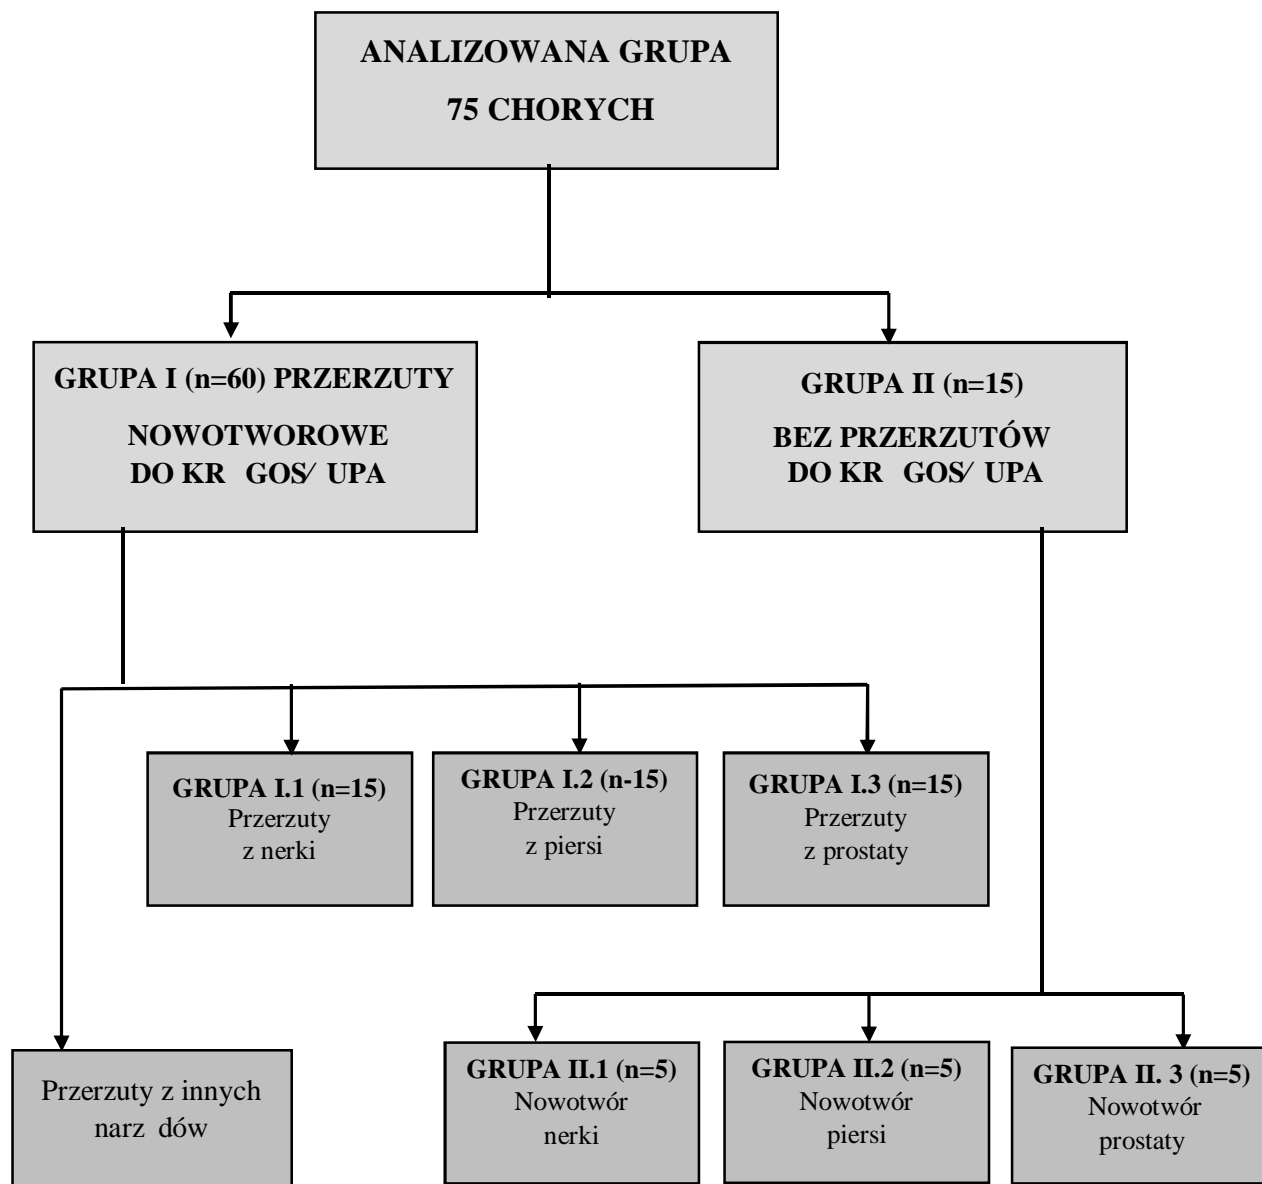 ANALIZOWANA GRUPA
75 CHORYCH
GRUPA I (n=60) PRZERZUTY
NOWOTWOROWE
DO KR GOS/ UPA
GRUPA II (n=15)
BEZ PRZERZUTÓW
DO KR GOS/ UPA
GRUPA I.1 (n=15)
Przerzuty
z nerki
GRUPA I.2 (n-15)
Przerzuty
z piersi
GRUPA I.3 (n=15)
Przerzuty
z prostaty
Przerzuty z innych
narz dów
GRUPA II.1 (n=5)
Nowotwór
nerki
GRUPA II.2 (n=5)
Nowotwór
piersi
GRUPA II. 3 (n=5)
Nowotwór
prostaty